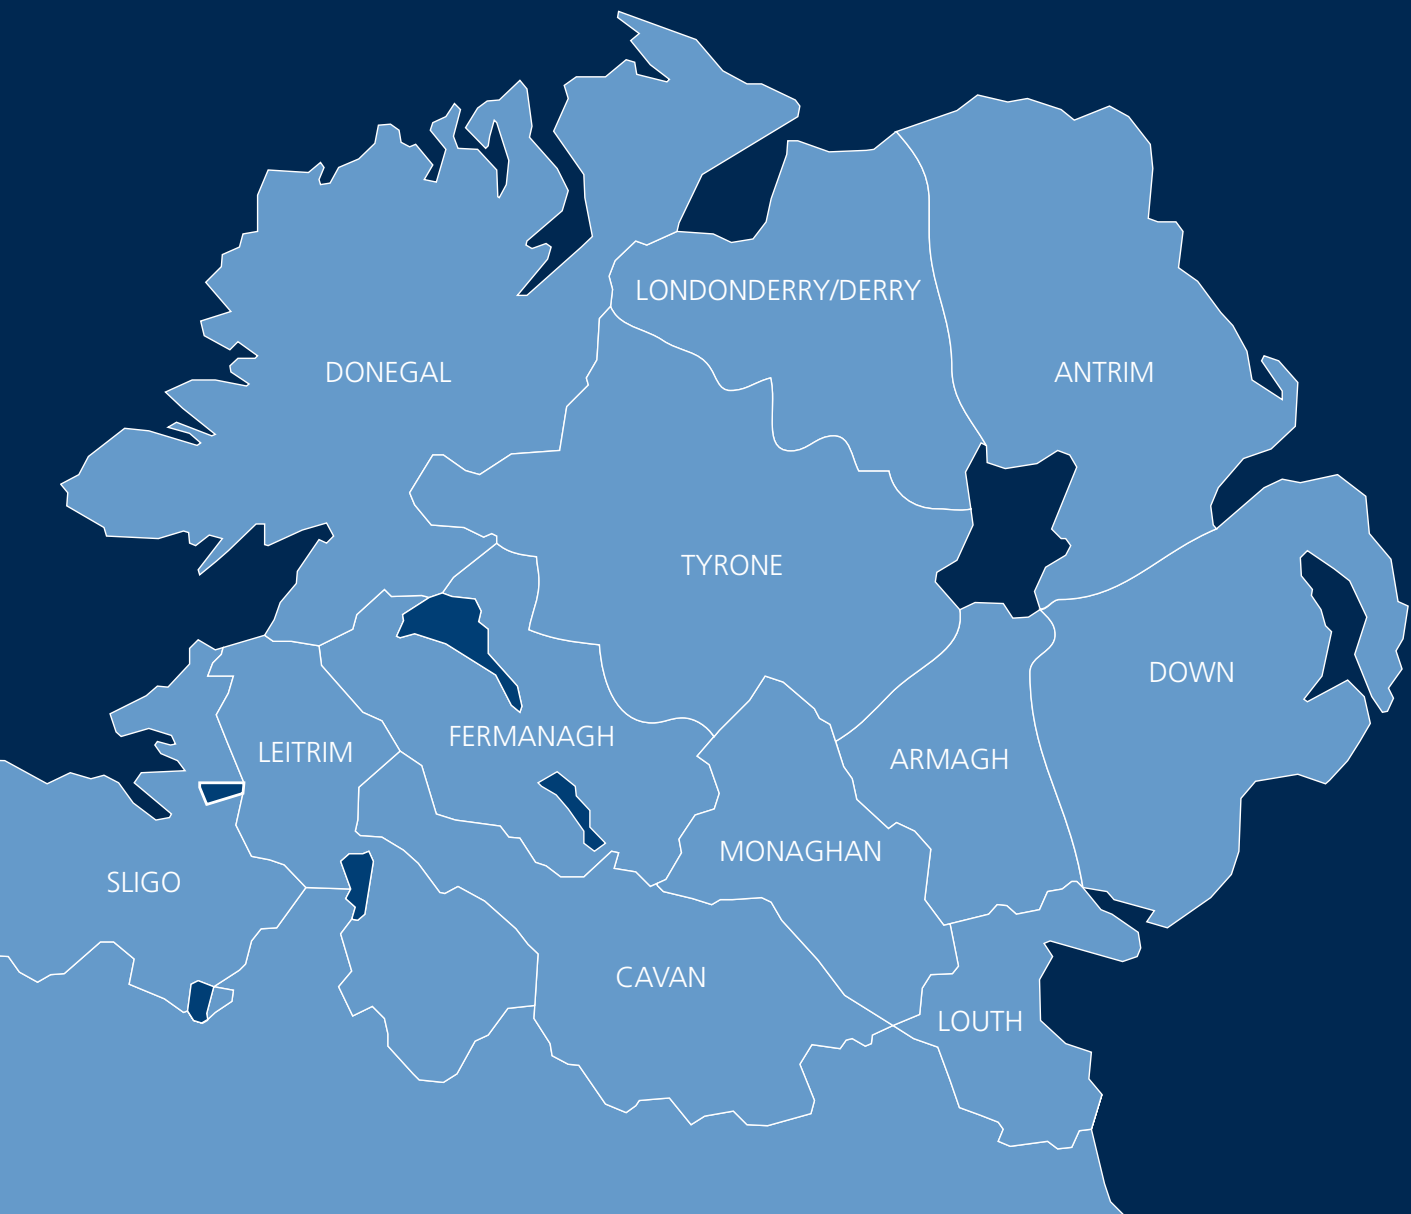 LONDONDERRY/DERRY
DONEGAL
ANTRIM
TYRONE
DOWN
FERMANAGH
LEITRIM
ARMAGH
MONAGHAN
SLIGO
CAVAN
LOUTH